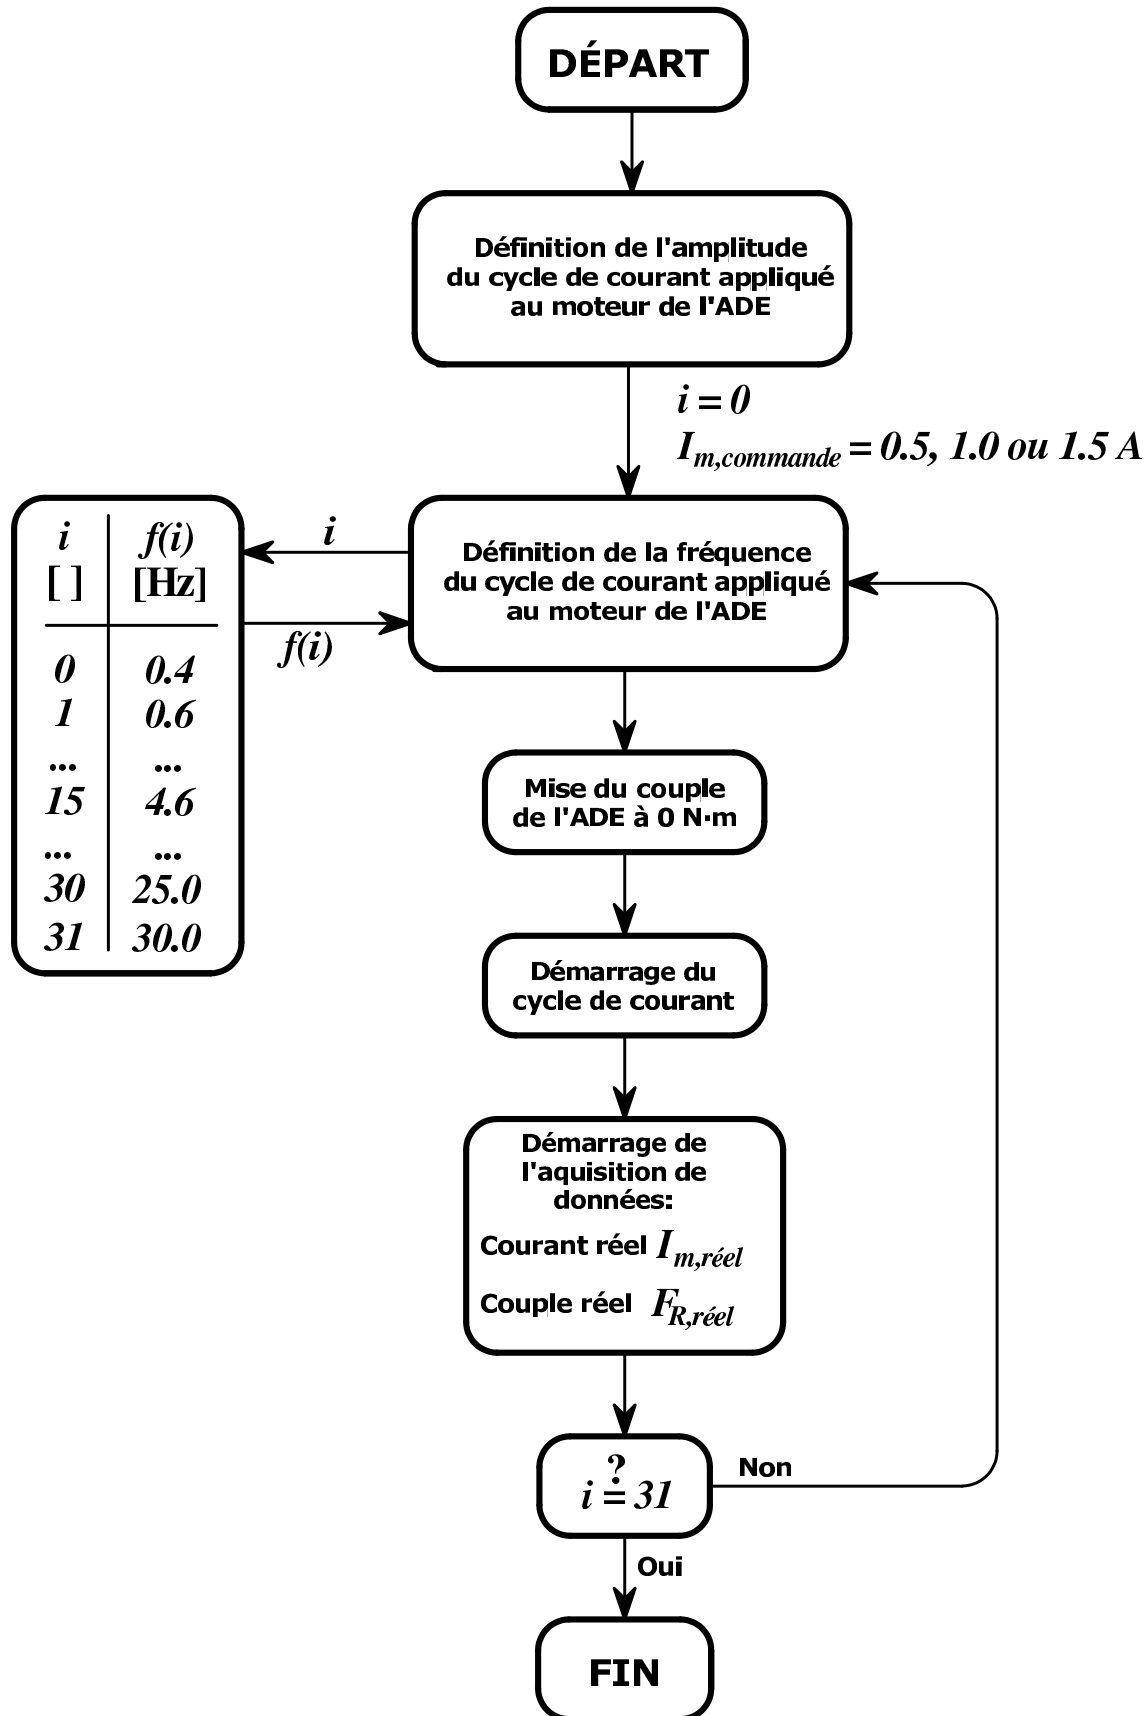 DÉPART
Définition de l'amplitude
du cycle de courant appliqué
au moteur de l'ADE
i = 0
I_{m,commande} = 0.5, 1.0 ou 1.5 A
i f(i)
[ ] [Hz]
0 0.4
1 0.6
... ...
15 4.6
... ...
30 25.0
31 30.0
i
f(i)
Définition de la fréquence
du cycle de courant appliqué
au moteur de l'ADE
Mise du couple
de l'ADE à 0 N·m
Démarrage du
cycle de courant
Démarrage de
l'aquisition de
données:
Courant réel I_{m,réel}
Couple réel F_{R,réel}
?
i = 31
Non
Oui
FIN